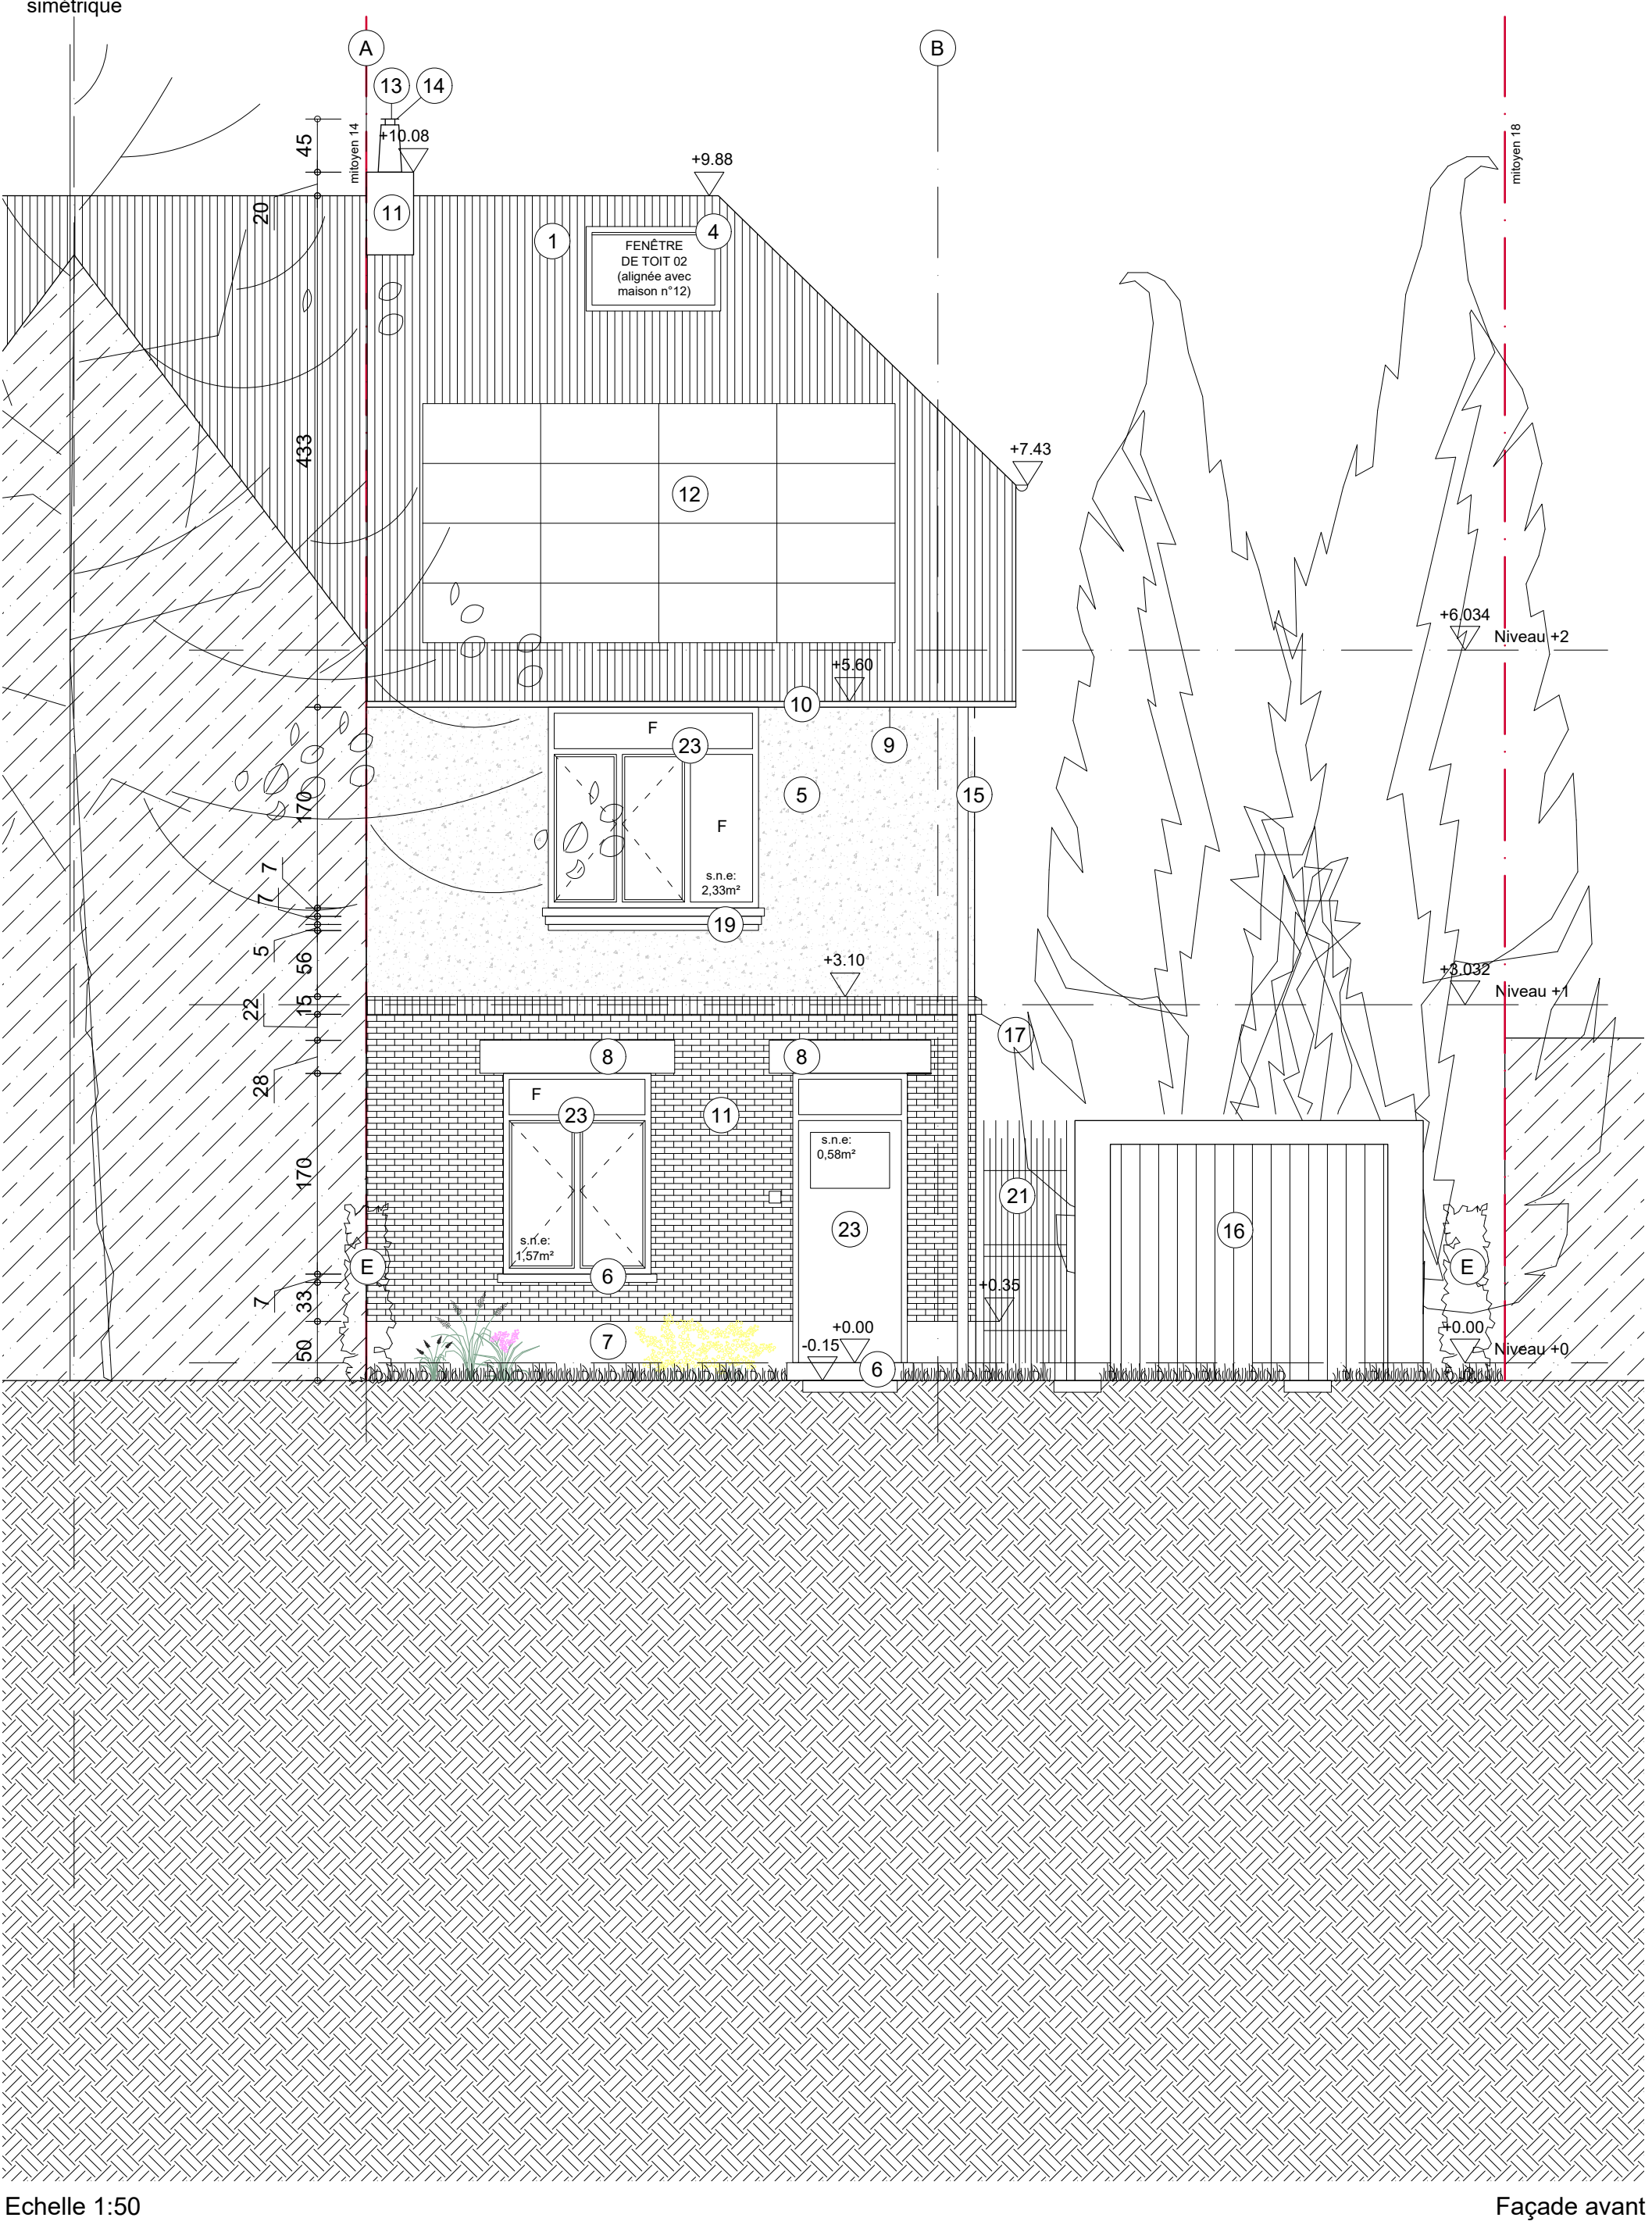 simétrique
A
B
13
14
45
mitoyen 14
+10.08
mitoyen 18
+9.88
20
11
1
4
FENÊTRE
DE TOIT 02
(alignée avec
maison n°12)
433
+7.43
12
+6.034
Niveau +2
+5.60
10
F
23
9
170
5
15
F
7
7
s.n.e:
2,33m²
19
5
56
+3.10
+3.032
Niveau +1
22
15
17
8
8
28
F
23
11
s.n.e:
0,58m²
170
21
23
16
s.n.e:
1,57m²
E
E
6
7
33
+0.35
50
7
+0.00
-0.15
6
+0.00
Niveau +0
Echelle 1:50
Façade avant